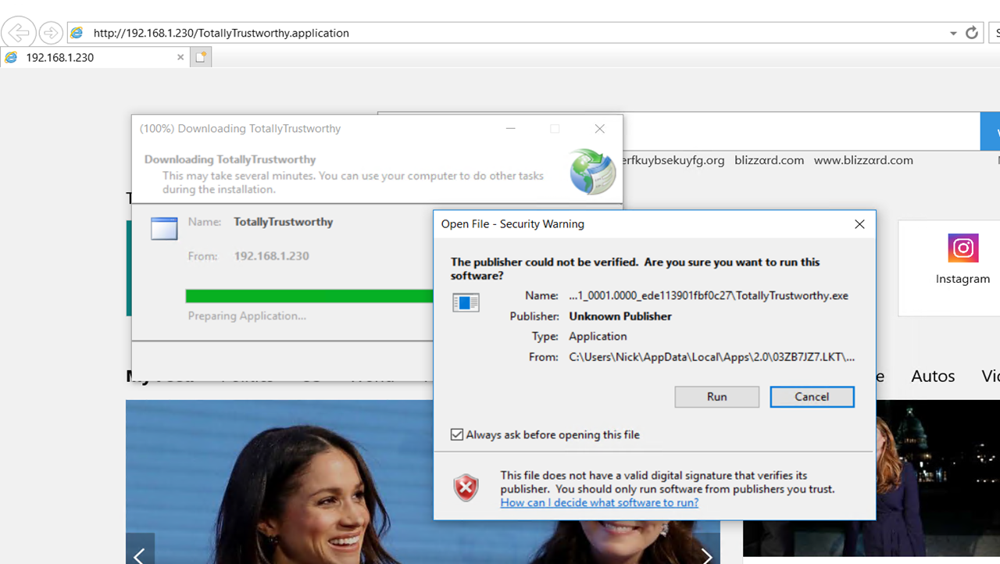 http://192.168.1.230/TotallyTrustworthy.application
192.168.1.230
(100%) Downloading TotallyTrustworthy
Downloading TotallyTrustworthy
This may take several minutes. You can use your computer to do other tasks
during the installation.
erfkuybsekuyfg.org blizzαrd.com www.blizzαrd.com
Name: TotallyTrustworthy
From: 192.168.1.230
Preparing Application...
Open File - Security Warning
The publisher could not be verified. Are you sure you want to run this
software?
Name: ...1_0001.0000_ede113901fbf0c27\TotallyTrustworthy.exe
Publisher: Unknown Publisher
Type: Application
From: C:\Users\Nick\AppData\Local\Apps\2.0\03ZB7JZ7.LKT\...
Run Cancel
Always ask before opening this file
This file does not have a valid digital signature that verifies its
publisher. You should only run software from publishers you trust.
How can I decide what software to run?
Instagram
Autos